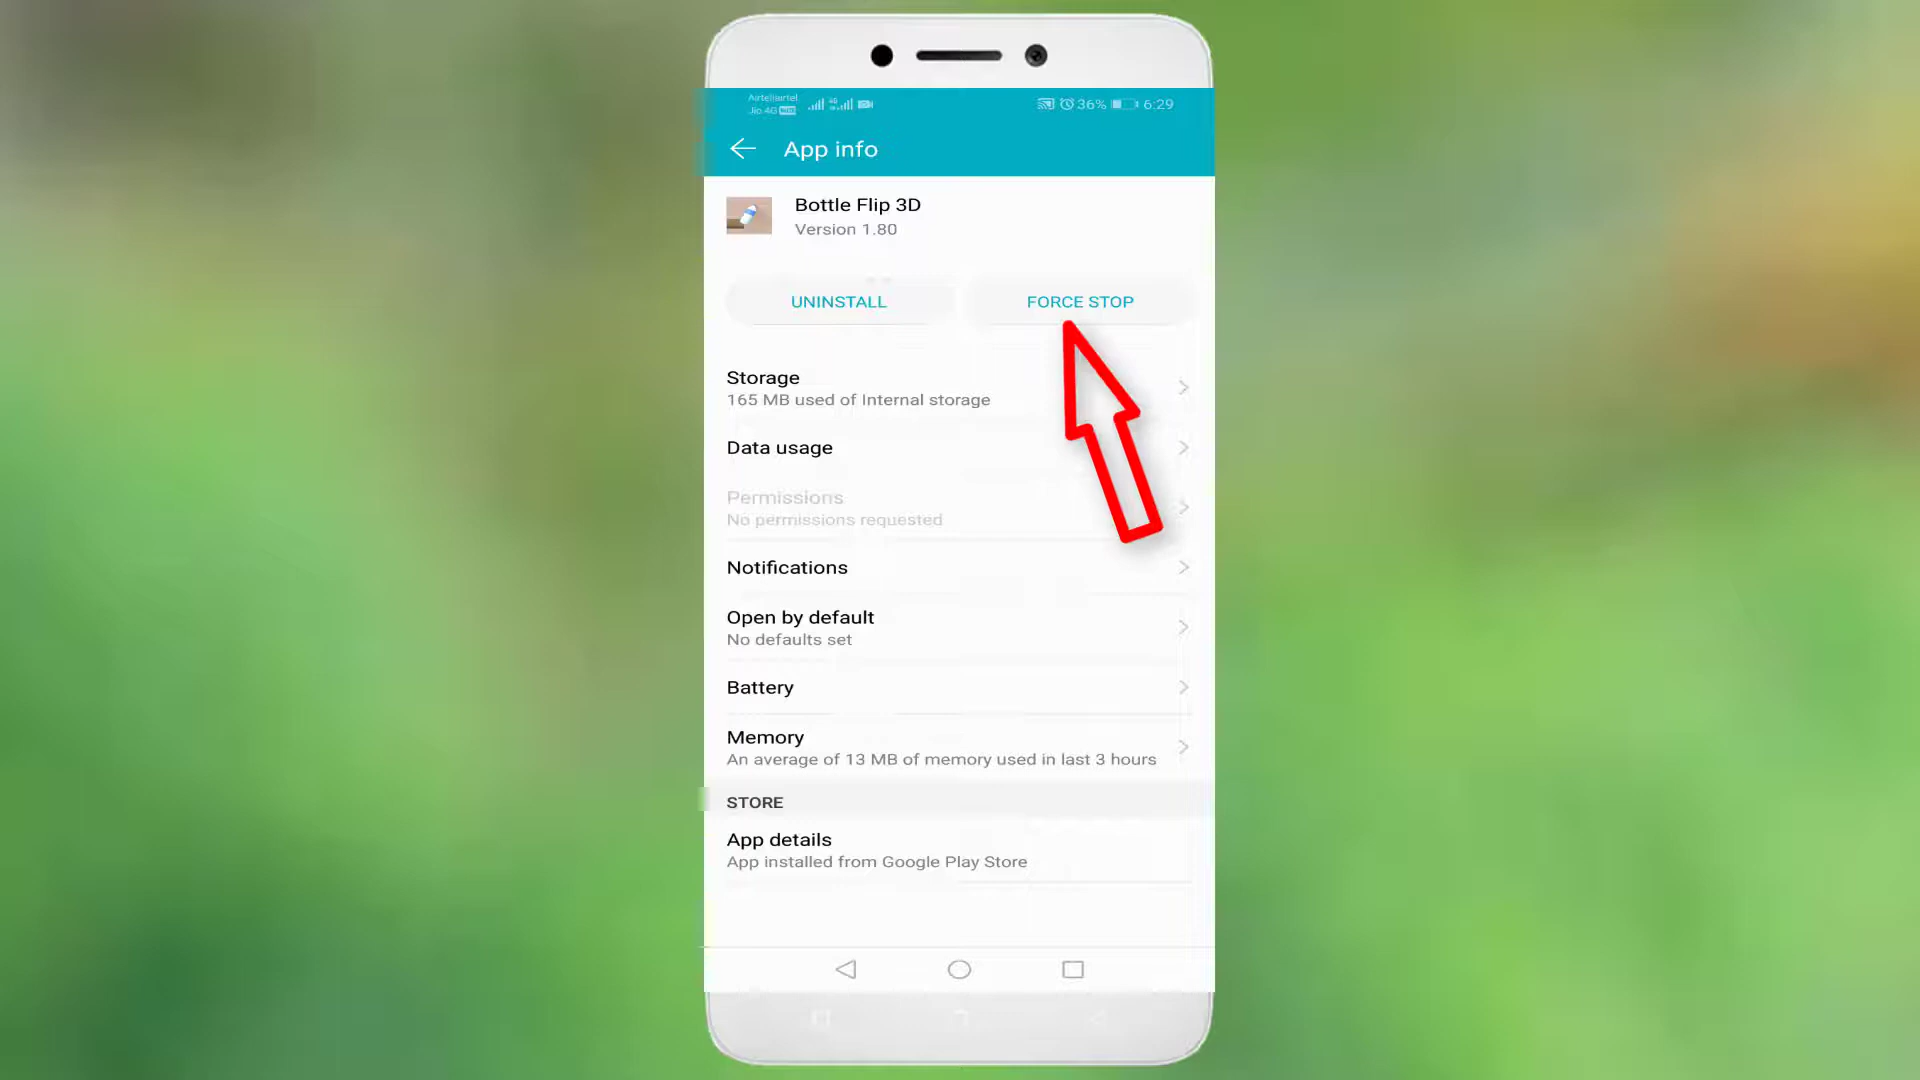 Airtel|airtel
Jio 4G VoLTE
4G
36%
6:29
App info
Bottle Flip 3D
Version 1.80
UNINSTALL
FORCE STOP
Storage
165 MB used of Internal storage
Data usage
Permissions
No permissions requested
Notifications
Open by default
No defaults set
Battery
Memory
An average of 13 MB of memory used in last 3 hours
STORE
App details
App installed from Google Play Store